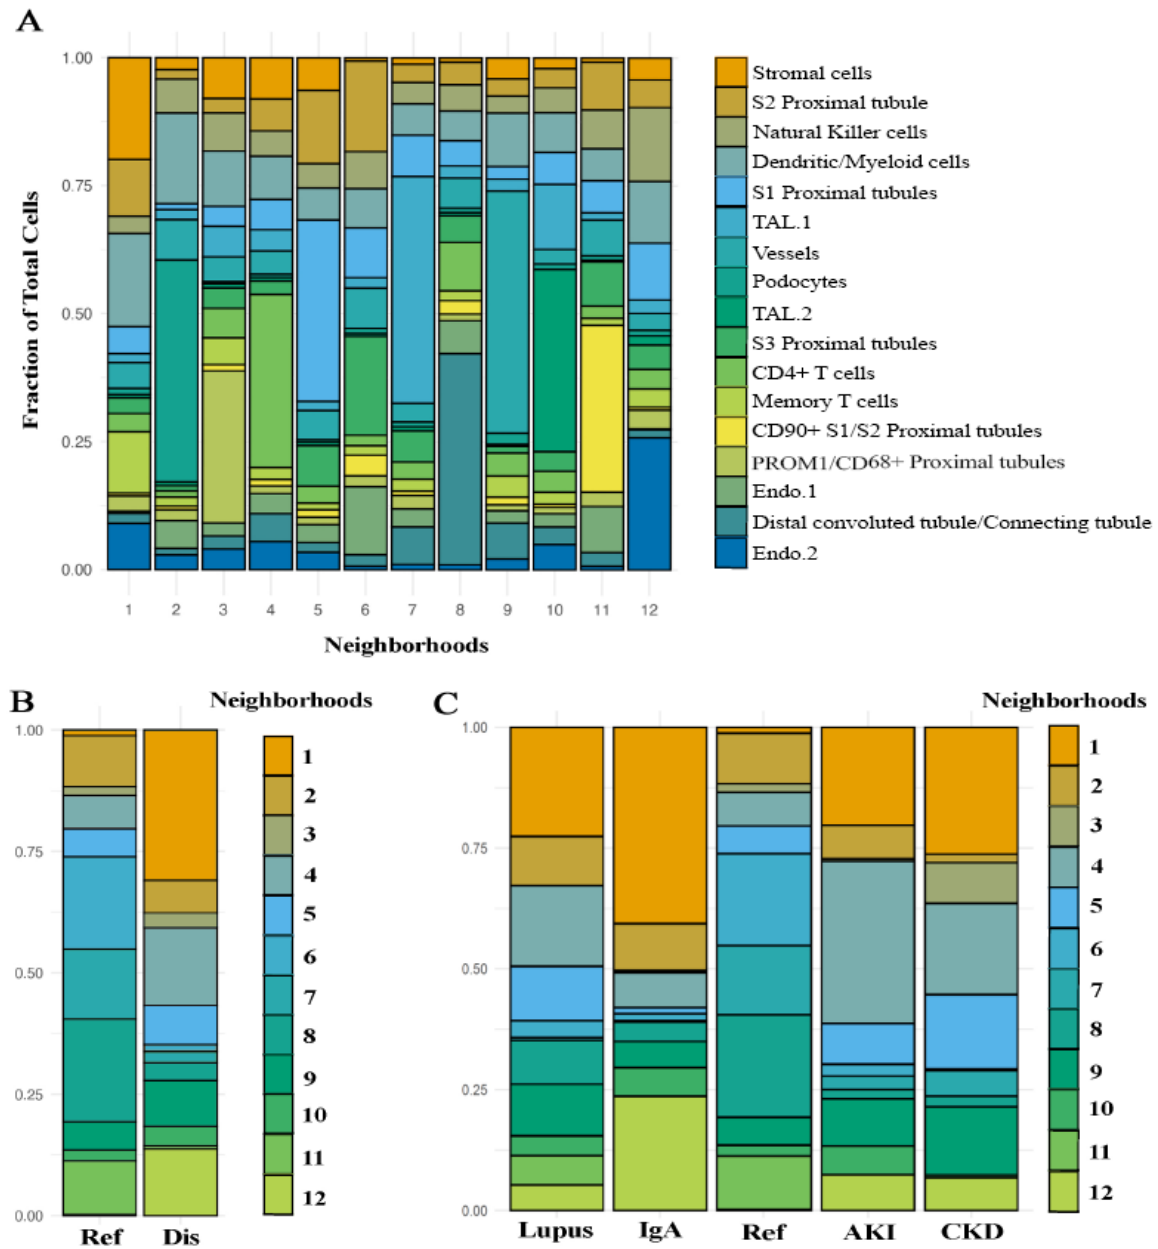 A
Fraction of Total Cells
1.00
0.75
0.50
0.25
0.00
1 2 3 4 5 6 7 8 9 10 11 12
Neighborhoods
Stromal cells
S2 Proximal tubule
Natural Killer cells
Dendritic/Myeloid cells
S1 Proximal tubules
TAL.1
Vessels
Podocytes
TAL.2
S3 Proximal tubules
CD4+ T cells
Memory T cells
CD90+ S1/S2 Proximal tubules
PROM1/CD68+ Proximal tubules
Endo.1
Distal convoluted tubule/Connecting tubule
Endo.2
B
Neighborhoods
1.00
0.75
0.50
0.25
0.00
Ref Dis
1
2
3
4
5
6
7
8
9
10
11
12
C
Neighborhoods
1.00
0.75
0.50
0.25
0.00
Lupus IgA Ref AKI CKD
1
2
3
4
5
6
7
8
9
10
11
12